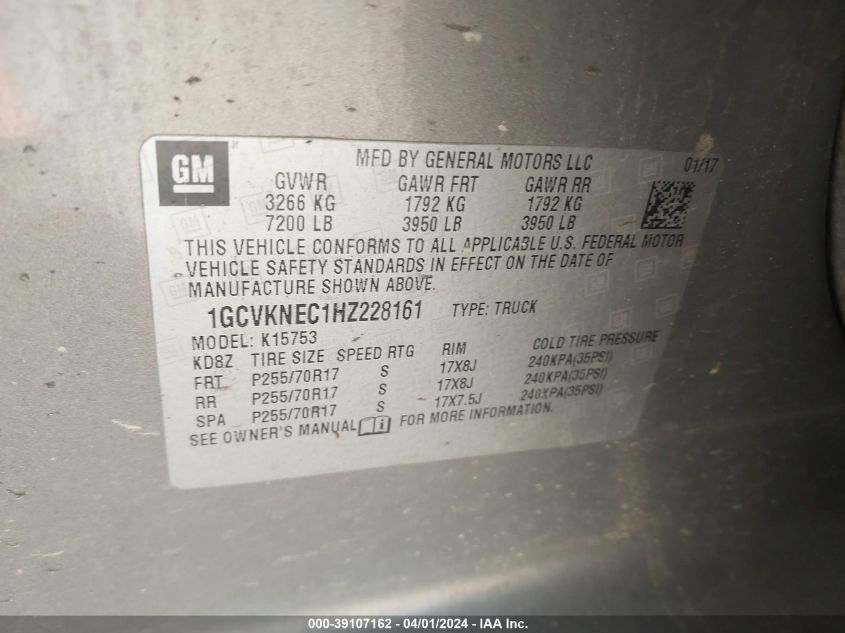 GM
MFD BY GENERAL MOTORS LLC 01/17
GVWR GAWR FRT GAWR RR
3266 KG 1792 KG 1792 KG
7200 LB 3950 LB 3950 LB
THIS VEHICLE CONFORMS TO ALL APPLICABLE U.S. FEDERAL MOTOR
VEHICLE SAFETY STANDARDS IN EFFECT ON THE DATE OF
MANUFACTURE SHOWN ABOVE.
1GCVKNEC1HZ228161 TYPE: TRUCK
MODEL: K15753
KD8Z TIRE SIZE SPEED RTG RIM COLD TIRE PRESSURE
FRT P255/70R17 S 17X8J 240KPA(35PSI)
RR P255/70R17 S 17X8J 240KPA(35PSI)
SPA P255/70R17 S 17X7.5J 240KPA(35PSI)
SEE OWNER'S MANUAL FOR MORE INFORMATION.
000-39107162 - 04/01/2024 - IAA Inc.